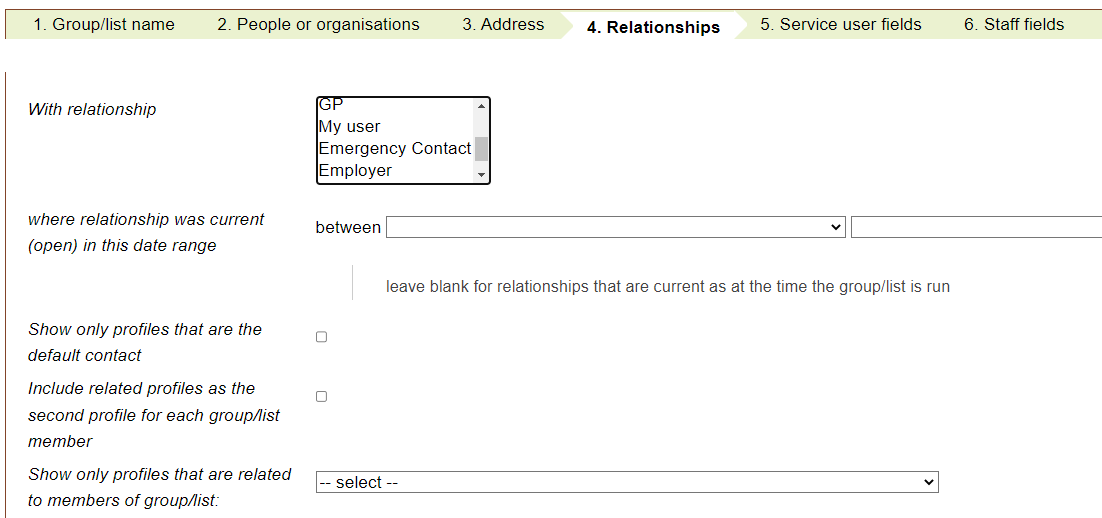 1. Group/list name 2. People or organisations 3. Address 4. Relationships 5. Service user fields 6. Staff fields
With relationship
GP
My user
Emergency Contact
Employer
where relationship was current
(open) in this date range
between
leave blank for relationships that are current as at the time the group/list is run
Show only profiles that are the
default contact
Include related profiles as the
second profile for each group/list
member
Show only profiles that are related
to members of group/list:
-- select --